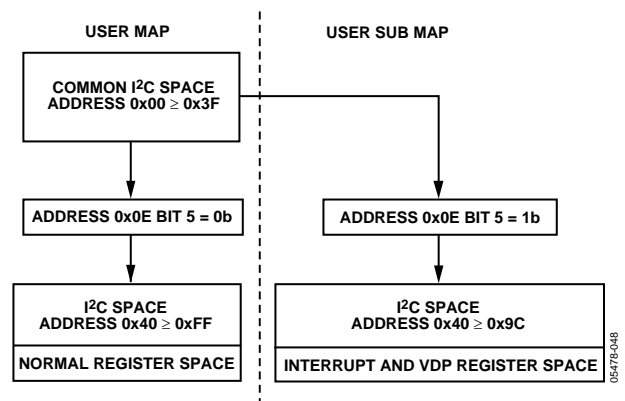 USER MAP
USER SUB MAP
COMMON I²C SPACE
ADDRESS 0x00 ≥ 0x3F
ADDRESS 0x0E BIT 5 = 0b
ADDRESS 0x0E BIT 5 = 1b
I²C SPACE
ADDRESS 0x40 ≥ 0xFF
NORMAL REGISTER SPACE
I²C SPACE
ADDRESS 0x40 ≥ 0x9C
INTERRUPT AND VDP REGISTER SPACE
05478-048